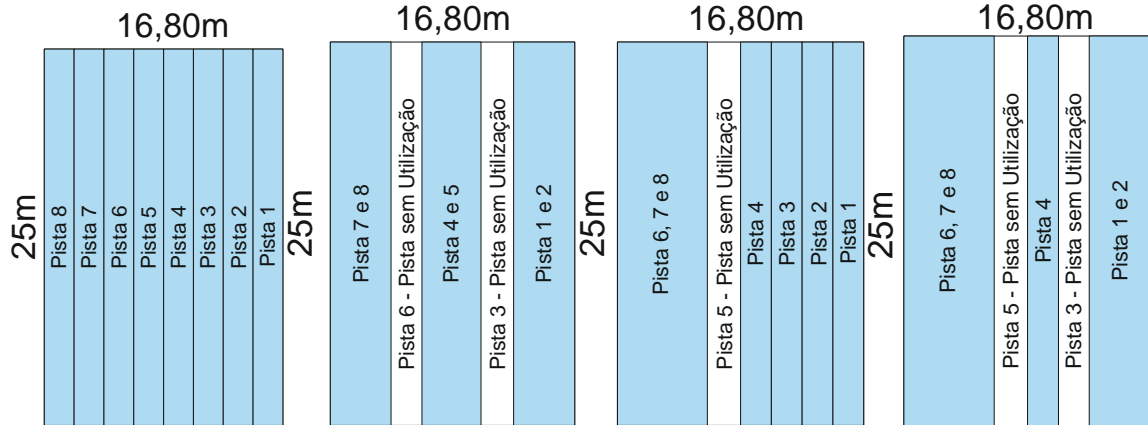 16,80m
25m
Pista 8
Pista 7
Pista 6
Pista 5
Pista 4
Pista 3
Pista 2
Pista 1
16,80m
25m
Pista 7 e 8
Pista 6 - Pista sem Utilização
Pista 4 e 5
Pista 3 - Pista sem Utilização
Pista 1 e 2
16,80m
25m
Pista 6, 7 e 8
Pista 5 - Pista sem Utilização
Pista 4
Pista 3
Pista 2
Pista 1
16,80m
25m
Pista 6, 7 e 8
Pista 5 - Pista sem Utilização
Pista 4
Pista 3 - Pista sem Utilização
Pista 1 e 2